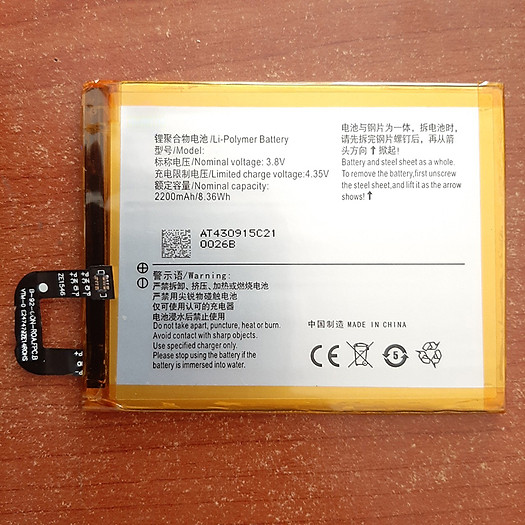 锂聚合物电池/Li-Polymer Battery
型号/Model:
标称电压/Nominal voltage: 3.8V
充电限制电压/Limited charge voltage:4.35V
额定容量/Nominal capacity:
2200mAh/8.36Wh
电池与钢片为一体，拆电池时，
请先拆完钢片螺钉后，再从箭
头方向↑掀起!
Battery and steel sheet as a whole.
To remove the battery,first unscrew
the steel sheet,and lift it as the arrow
shows!↑
AT430915C21
0026B
⊕
⊖
警示语/Warning:
严禁拆卸、挤压、加热或燃烧电池
严禁用尖锐物碰触电池
仅可使用认可的充电器
电池浸水后禁止使用
Do not take apart, puncture, heat or burn.
Avoid contact with sharp objects.
Use specified charger only.
Please stop using the battery if the
battery is immersed into water.
中国制造 MADE IN CHINA
CE
5
ZE1546